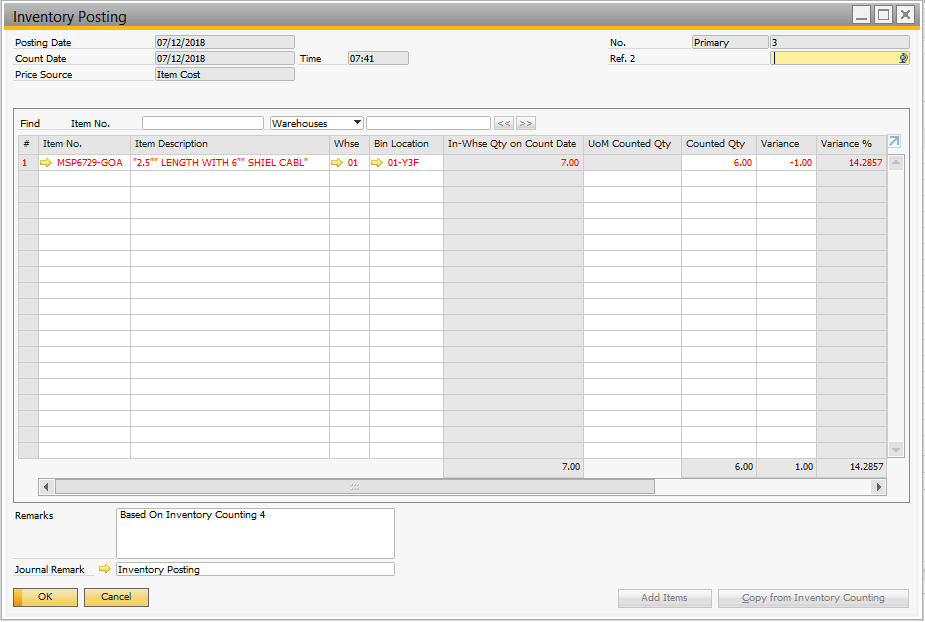 Inventory Posting
Posting Date 07/12/2018 No. Primary 3
Count Date 07/12/2018 Time 07:41 Ref. 2
Price Source Item Cost
Find Item No. Warehouses << >>
# Item No. Item Description Whse Bin Location In-Whse Qty on Count Date UoM Counted Qty Counted Qty Variance Variance %
1 MSP6729-GOA "2.5"" LENGTH WITH 6"" SHIEL CABL" 01 01-Y3F 7.00 6.00 -1.00 14.2857
7.00 6.00 1.00 14.2857
Remarks Based On Inventory Counting 4
Journal Remark Inventory Posting
OK Cancel Add Items Copy from Inventory Counting